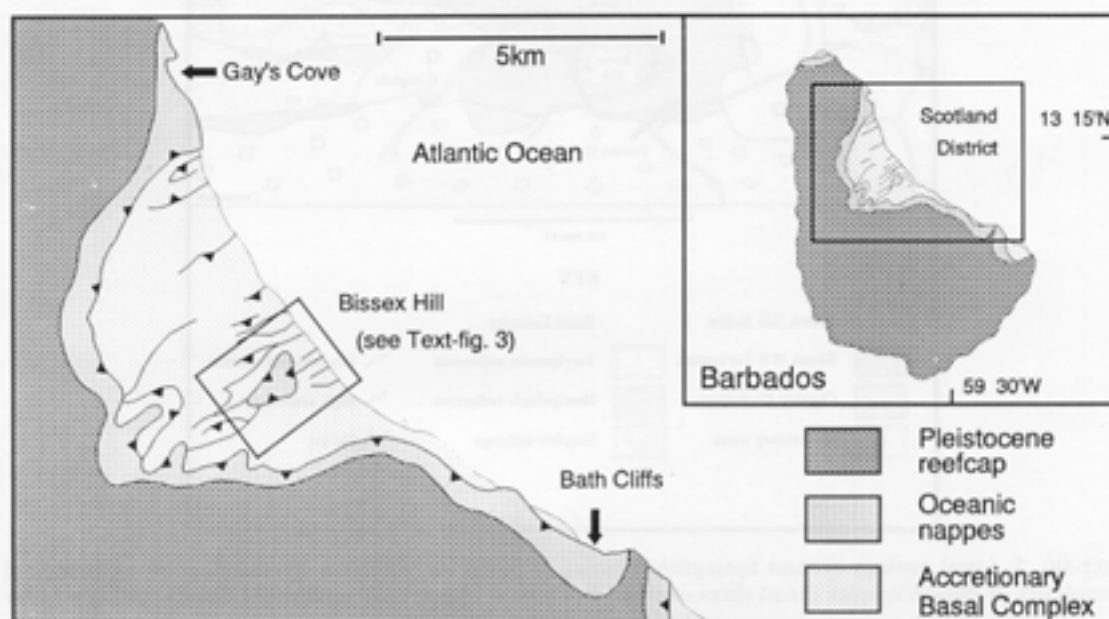 Gay's Cove
5km
Atlantic Ocean
Bissex Hill
(see Text-fig. 3)
Bath Cliffs
Scotland
District
13 15'N
Barbados
59 30'W
Pleistocene
reefcap
Oceanic
nappes
Accretionary
Basal Complex